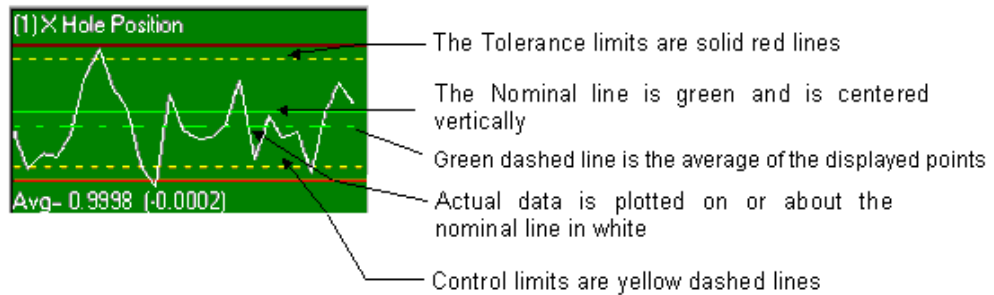 (1) X Hole Position
Avg= 0.9998 (-0.0002)
The Tolerance limits are solid red lines
The Nominal line is green and is centered
vertically
Green dashed line is the average of the displayed points
Actual data is plotted on or about the
nominal line in white
Control limits are yellow dashed lines